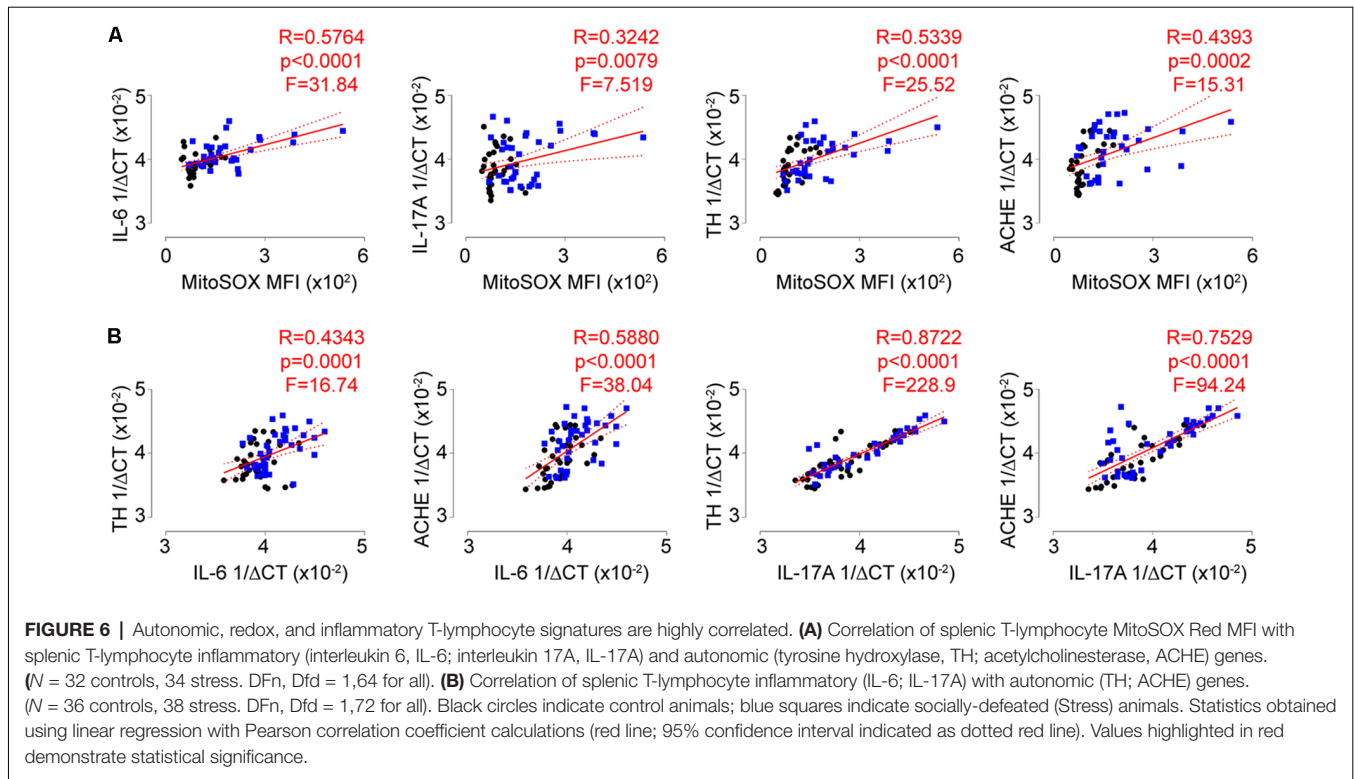 A
R=0.5764
p<0.0001
F=31.84
IL-6 1/ΔCT (x10⁻²)
5
4
3
0 3 6
MitoSOX MFI (x10²)
R=0.3242
p=0.0079
F=7.519
IL-17A 1/ΔCT (x10⁻²)
5
4
3
0 3 6
MitoSOX MFI (x10²)
R=0.5339
p<0.0001
F=25.52
TH 1/ΔCT (x10⁻²)
5
4
3
0 3 6
MitoSOX MFI (x10²)
R=0.4393
p=0.0002
F=15.31
ACHE 1/ΔCT (x10⁻²)
5
4
3
0 3 6
MitoSOX MFI (x10²)
B
R=0.4343
p=0.0001
F=16.74
TH 1/ΔCT (x10⁻²)
5
4
3
3 4 5
IL-6 1/ΔCT (x10⁻²)
R=0.5880
p<0.0001
F=38.04
ACHE 1/ΔCT (x10⁻²)
5
4
3
3 4 5
IL-6 1/ΔCT (x10⁻²)
R=0.8722
p<0.0001
F=228.9
TH 1/ΔCT (x10⁻²)
5
4
3
3 4 5
IL-17A 1/ΔCT (x10⁻²)
R=0.7529
p<0.0001
F=94.24
ACHE 1/ΔCT (x10⁻²)
5
4
3
3 4 5
IL-17A 1/ΔCT (x10⁻²)
FIGURE 6 | Autonomic, redox, and inflammatory T-lymphocyte signatures are highly correlated. (A) Correlation of splenic T-lymphocyte MitoSOX Red MFI with
splenic T-lymphocyte inflammatory (interleukin 6, IL-6; interleukin 17A, IL-17A) and autonomic (tyrosine hydroxylase, TH; acetylcholinesterase, ACHE) genes.
(N = 32 controls, 34 stress. DFn, Dfd = 1,64 for all). (B) Correlation of splenic T-lymphocyte inflammatory (IL-6; IL-17A) with autonomic (TH; ACHE) genes.
(N = 36 controls, 38 stress. DFn, Dfd = 1,72 for all). Black circles indicate control animals; blue squares indicate socially-defeated (Stress) animals. Statistics obtained
using linear regression with Pearson correlation coefficient calculations (red line; 95% confidence interval indicated as dotted red line). Values highlighted in red
demonstrate statistical significance.